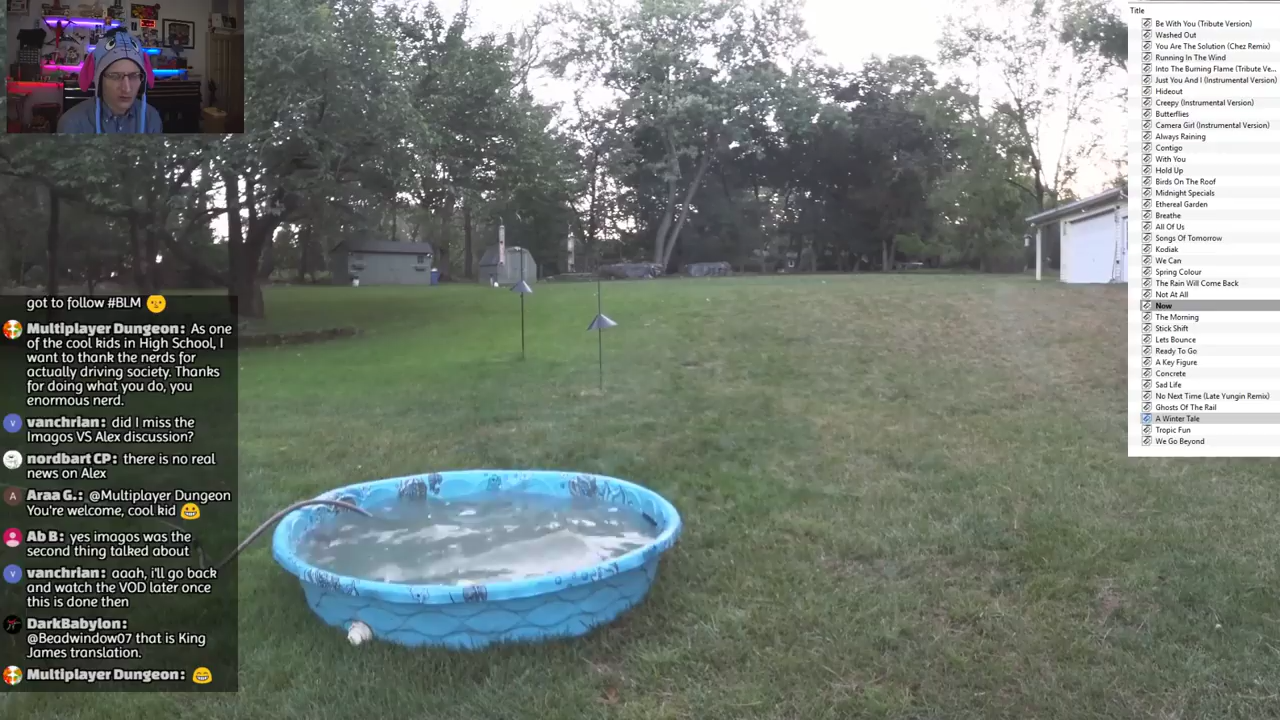 got to follow #BLM
Multiplayer Dungeon: As one
of the cool kids in High School, I
want to thank the nerds for
actually driving society. Thanks
for doing what you do, you
enormous nerd.
vanchrian: did I miss the
Imagos VS Alex discussion?
nordbart CP: there is no real
news on Alex
Araa G.: @Multiplayer Dungeon
You're welcome, cool kid
Ab B: yes imagos was the
second thing talked about
vanchrian: aaah, i'll go back
and watch the VOD later once
this is done then
DarkBabylon:
@Beadwindow07 that is King
James translation.
Multiplayer Dungeon:
Title
Be With You (Tribute Version)
Washed Out
You Are The Solution (Chez Remix)
Running In The Wind
Into The Burning Flame (Tribute Ve...
Just You And I (Instrumental Version)
Hideout
Creepy (Instrumental Version)
Butterflies
Camera Girl (Instrumental Version)
Always Raining
Contigo
With You
Hold Up
Birds On The Roof
Midnight Specials
Ethereal Garden
Breathe
All Of Us
Songs Of Tomorrow
Kodiak
We Can
Spring Colour
The Rain Will Come Back
Not At All
Now
The Morning
Stick Shift
Lets Bounce
Ready To Go
A Key Figure
Concrete
Sad Life
No Next Time (Late Yungin Remix)
Ghosts Of The Rail
A Winter Tale
Tropic Fun
We Go Beyond